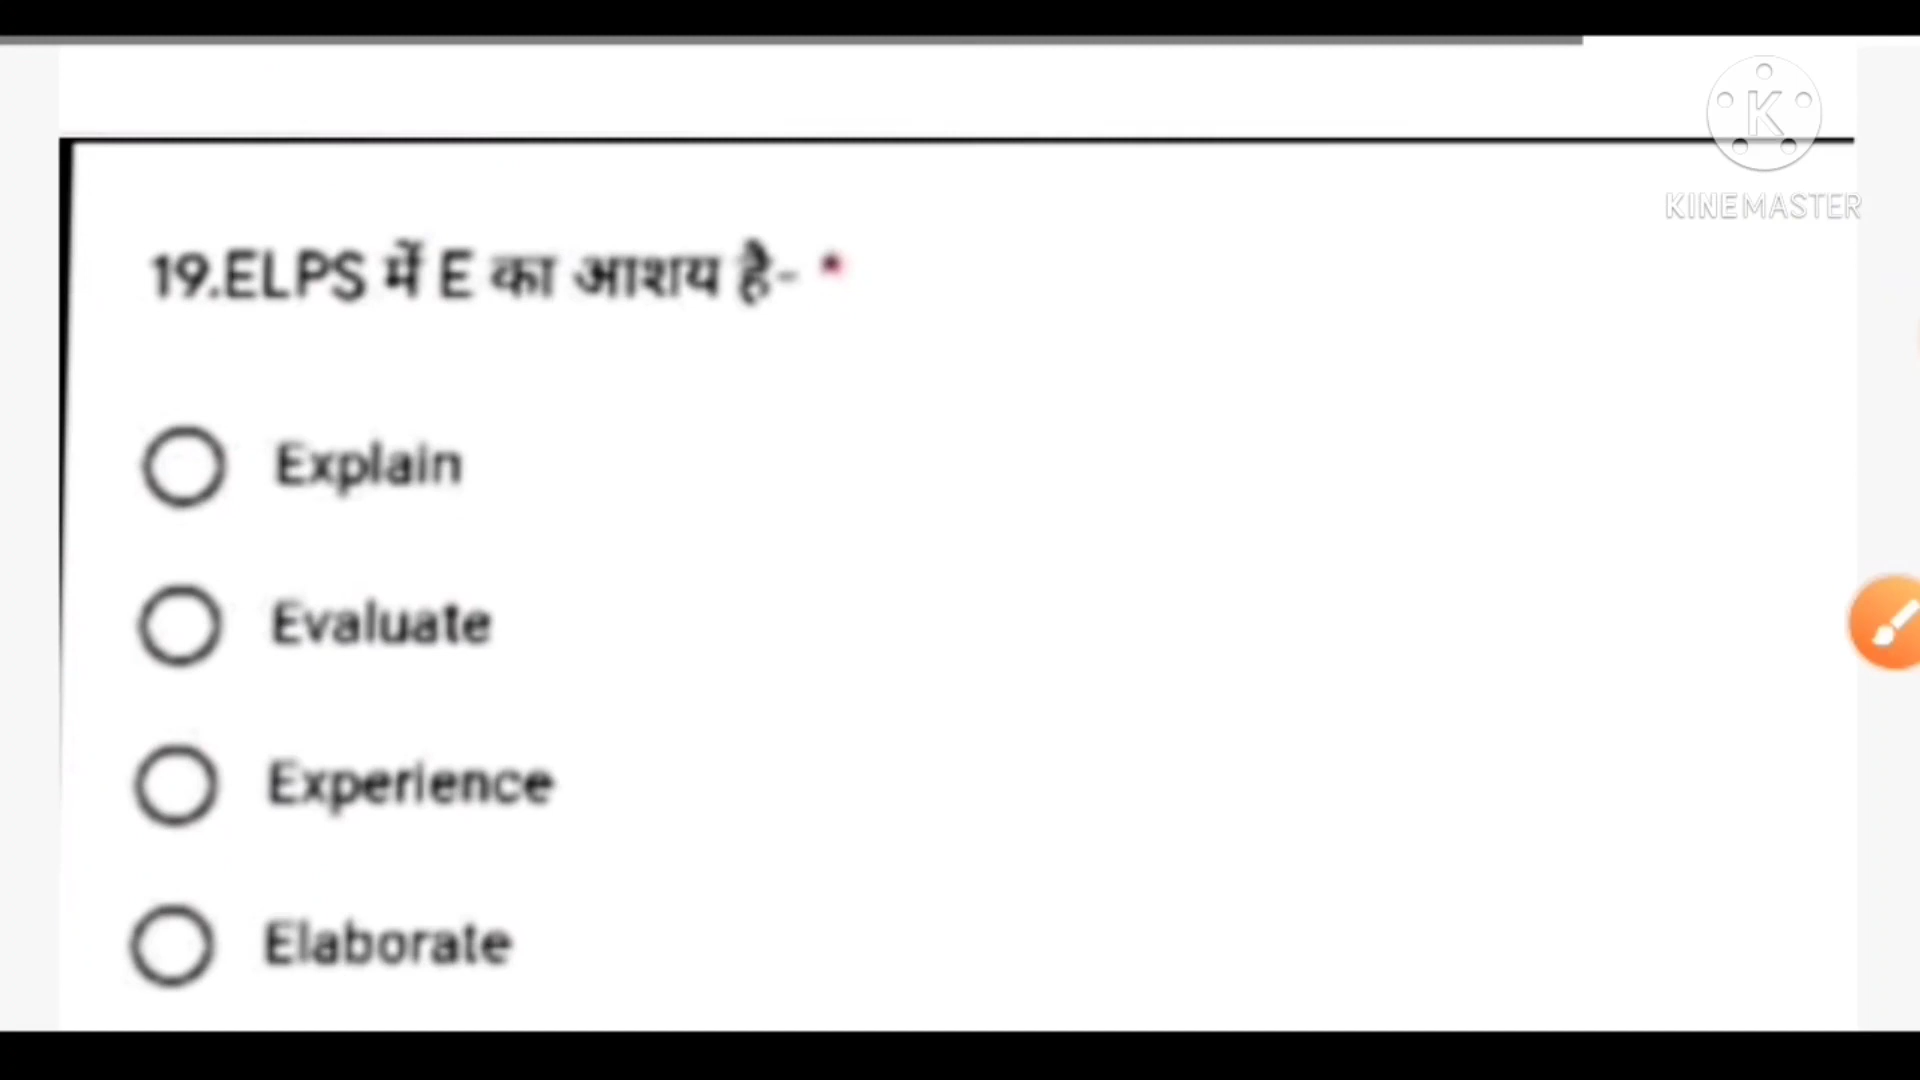 K
KINEMASTER
19.ELPS में E का आशय है- *
Explain
Evaluate
Experience
Elaborate